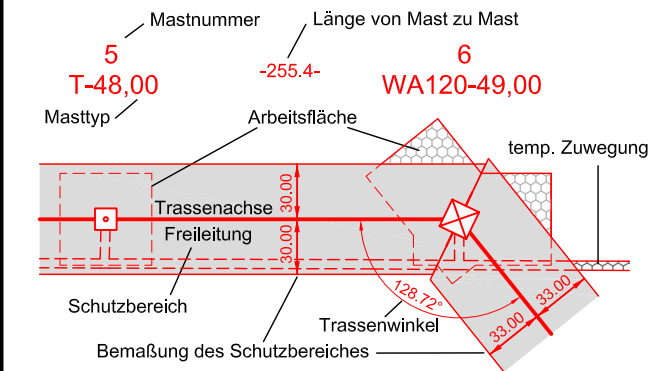 Mastnummer
Länge von Mast zu Mast
5
-255.4-
6
T-48,00
WA120-49,00
Masttyp
Arbeitsfläche
temp. Zuwegung
30.00
Trassenachse
Freileitung
30.00
128.72°
33.00
33.00
Schutzbereich
Trassenwinkel
Bemaßung des Schutzbereiches